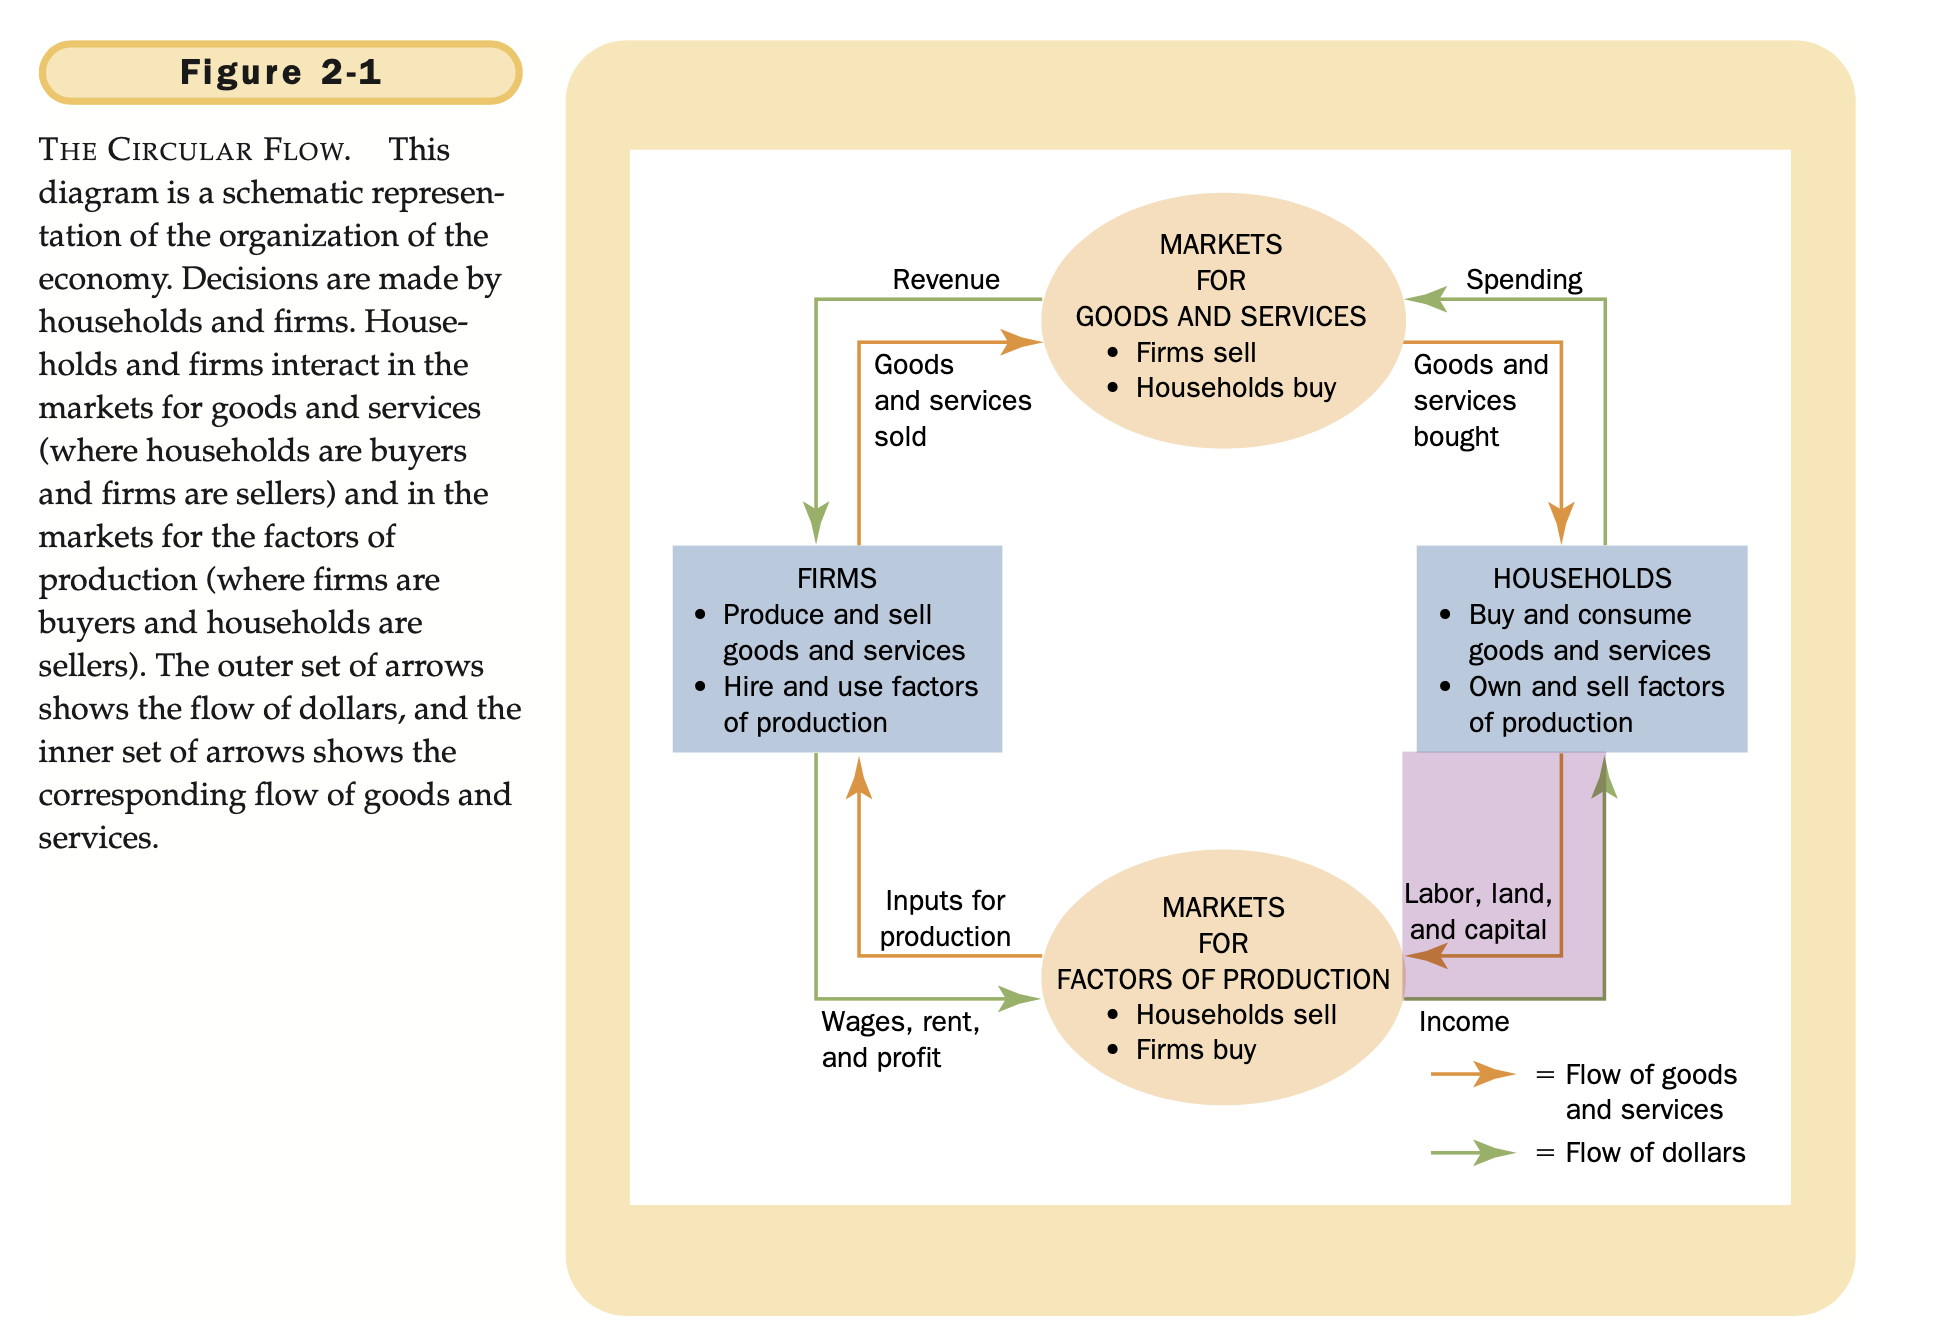 Figure 2-1
THE CIRCULAR FLOW. This
diagram is a schematic represen-
tation of the organization of the
economy. Decisions are made by
households and firms. House-
holds and firms interact in the
markets for goods and services
(where households are buyers
and firms are sellers) and in the
markets for the factors of
production (where firms are
buyers and households are
sellers). The outer set of arrows
shows the flow of dollars, and the
inner set of arrows shows the
corresponding flow of goods and
services.
MARKETS
FOR
GOODS AND SERVICES
• Firms sell
• Households buy
Revenue
Spending
Goods
and services
sold
Goods and
services
bought
FIRMS
• Produce and sell
goods and services
• Hire and use factors
of production
HOUSEHOLDS
• Buy and consume
goods and services
• Own and sell factors
of production
Inputs for
production
Labor, land,
and capital
MARKETS
FOR
FACTORS OF PRODUCTION
• Households sell
• Firms buy
Wages, rent,
and profit
Income
= Flow of goods
and services
= Flow of dollars